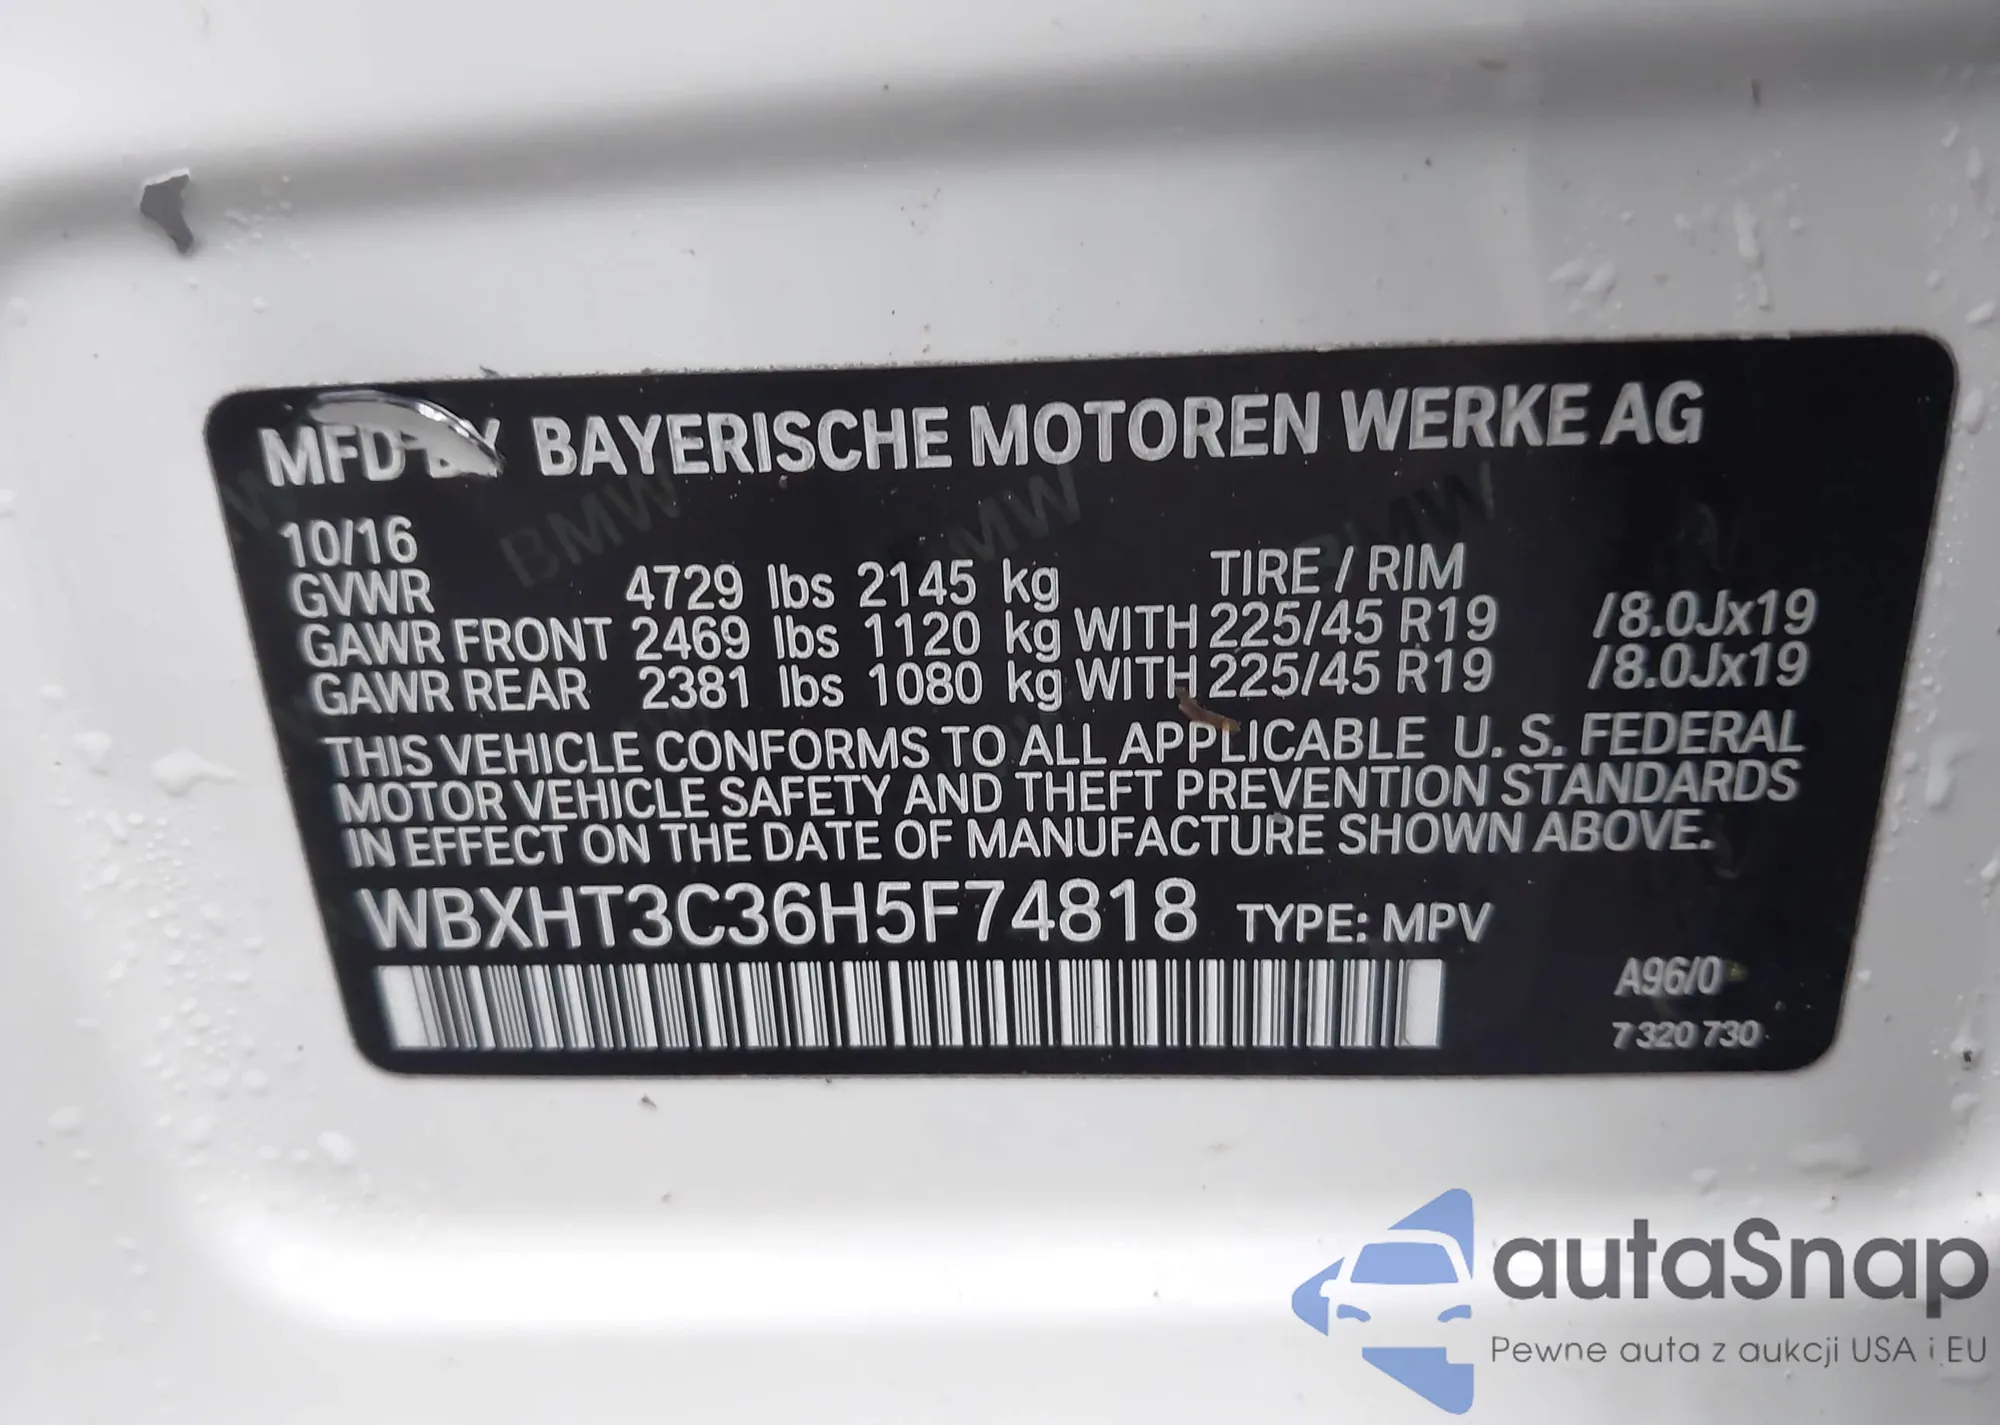 MFD BY BAYERISCHE MOTOREN WERKE AG
10/16
GVWR 4729 lbs 2145 kg TIRE / RIM
GAWR FRONT 2469 lbs 1120 kg WITH 225/45 R19 /8.0Jx19
GAWR REAR 2381 lbs 1080 kg WITH 225/45 R19 /8.0Jx19
THIS VEHICLE CONFORMS TO ALL APPLICABLE U. S. FEDERAL
MOTOR VEHICLE SAFETY AND THEFT PREVENTION STANDARDS
IN EFFECT ON THE DATE OF MANUFACTURE SHOWN ABOVE.
WBXHT3C36H5F74818 TYPE: MPV
A96/0
7 320 730
autaSnap
Pewne auta z aukcji USA i EU